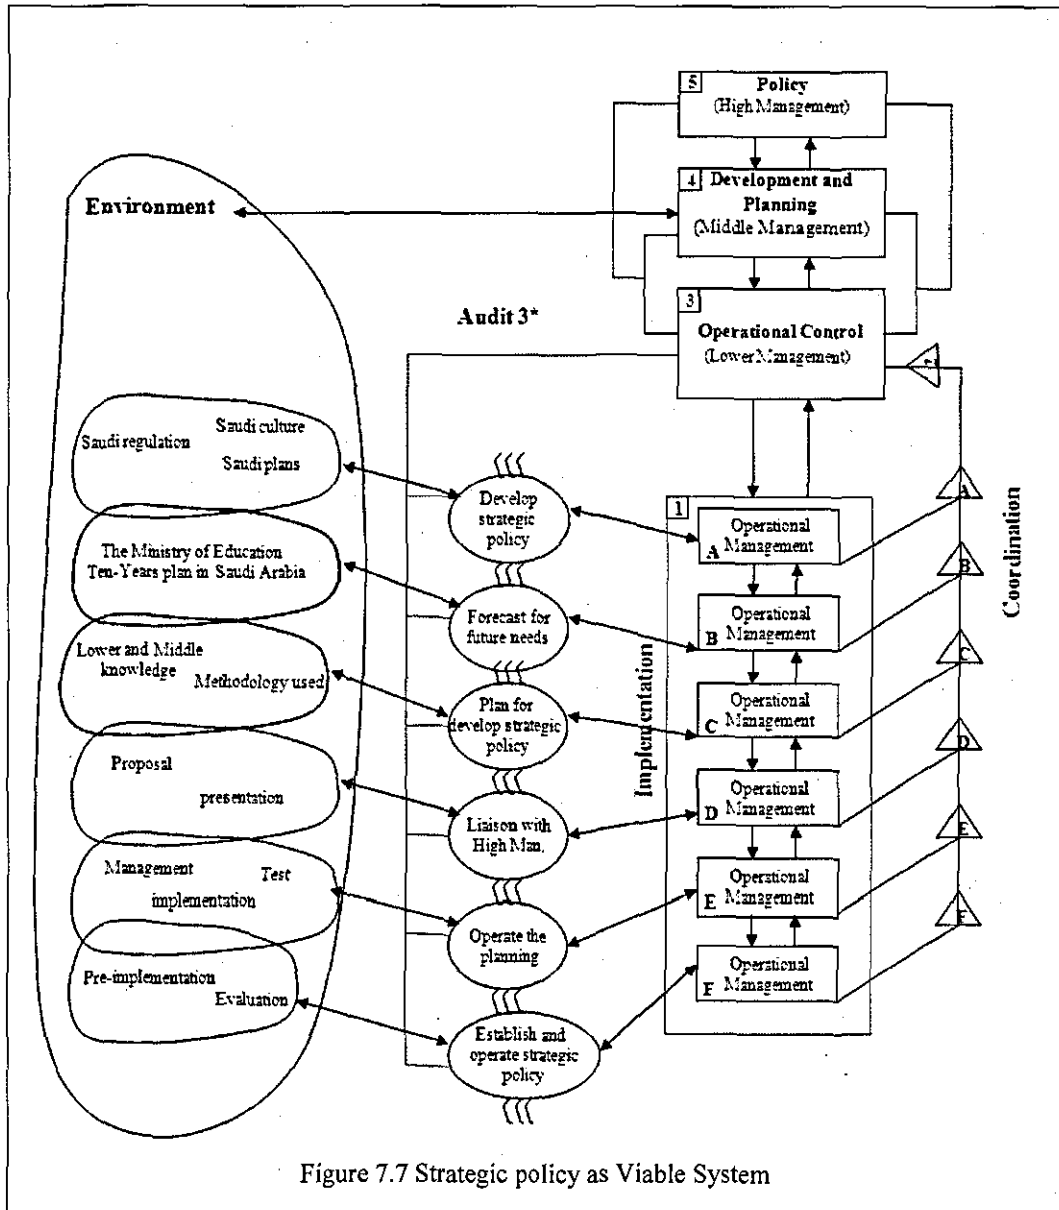 5
Policy
(High Management)
4
Development and
Planning
(Middle Management)
Environment
3
Operational Control
(Lower Management)
2
Audit 3*
Saudi regulation
Saudi culture
Saudi plans
The Ministry of Education
Ten-Years plan in Saudi Arabia
Lower and Middle
knowledge
Methodology used
Proposal
presentation
Management
Test
implementation
Pre-implementation
Evaluation
Develop
strategic
policy
Forecast for
future needs
Plan for
develop strategic
policy
Liaison with
High Man.
Operate the
planning
Establish and
operate strategic
policy
Implementation
1
Operational
A Management
Operational
B Management
Operational
C Management
Operational
D Management
Operational
E Management
Operational
F Management
A
B
C
D
E
F
Coordination
Figure 7.7 Strategic policy as Viable System